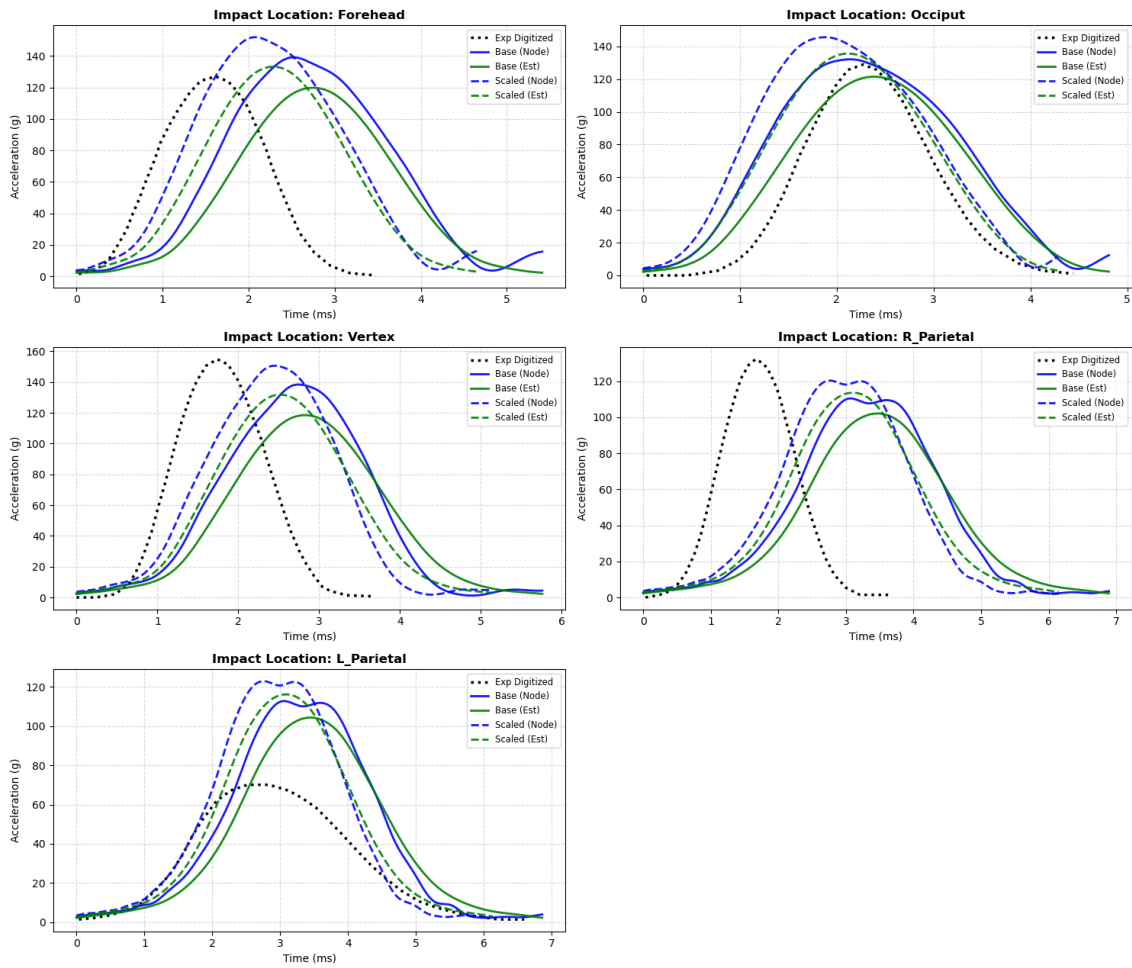 Impact Location: Forehead
Acceleration (g)
140
120
100
80
60
40
20
0
0 1 2 3 4 5
Time (ms)
Exp Digitized
Base (Node)
Base (Est)
Scaled (Node)
Scaled (Est)
Impact Location: Occiput
Acceleration (g)
140
120
100
80
60
40
20
0
0 1 2 3 4 5
Time (ms)
Exp Digitized
Base (Node)
Base (Est)
Scaled (Node)
Scaled (Est)
Impact Location: Vertex
Acceleration (g)
160
140
120
100
80
60
40
20
0
0 1 2 3 4 5 6
Time (ms)
Exp Digitized
Base (Node)
Base (Est)
Scaled (Node)
Scaled (Est)
Impact Location: R_Parietal
Acceleration (g)
120
100
80
60
40
20
0
0 1 2 3 4 5 6 7
Time (ms)
Exp Digitized
Base (Node)
Base (Est)
Scaled (Node)
Scaled (Est)
Impact Location: L_Parietal
Acceleration (g)
120
100
80
60
40
20
0
0 1 2 3 4 5 6 7
Time (ms)
Exp Digitized
Base (Node)
Base (Est)
Scaled (Node)
Scaled (Est)